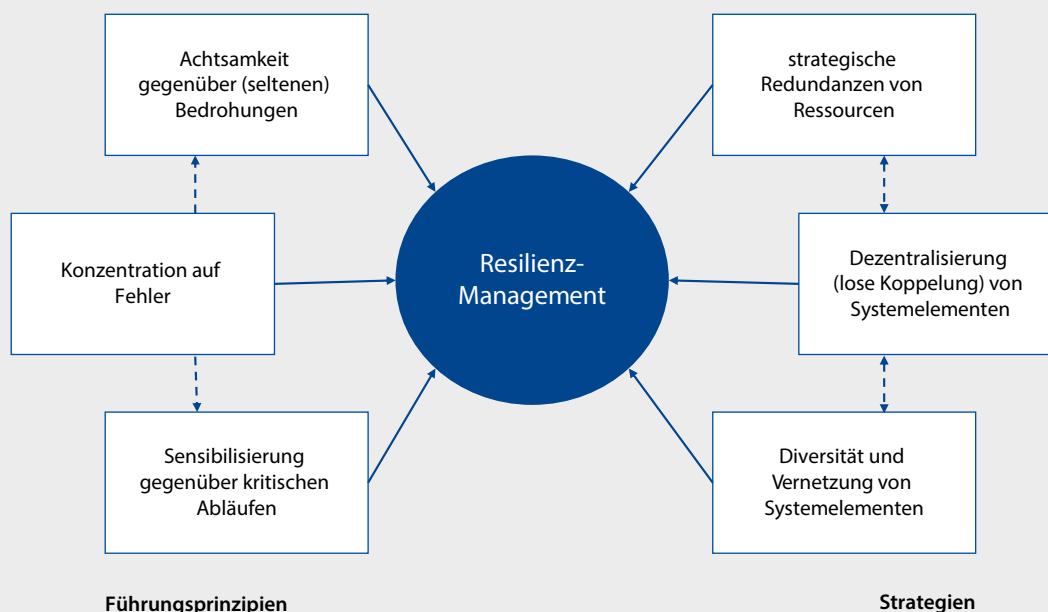 Achtsamkeit
gegenüber (seltenen)
Bedrohungen
Konzentration auf
Fehler
Sensibilisierung
gegenüber kritischen
Abläufen
Resilienz-
Management
strategische
Redundanzen von
Ressourcen
Dezentralisierung
(lose Koppelung) von
Systemelementen
Diversität und
Vernetzung von
Systemelementen
Führungsprinzipien
Strategien